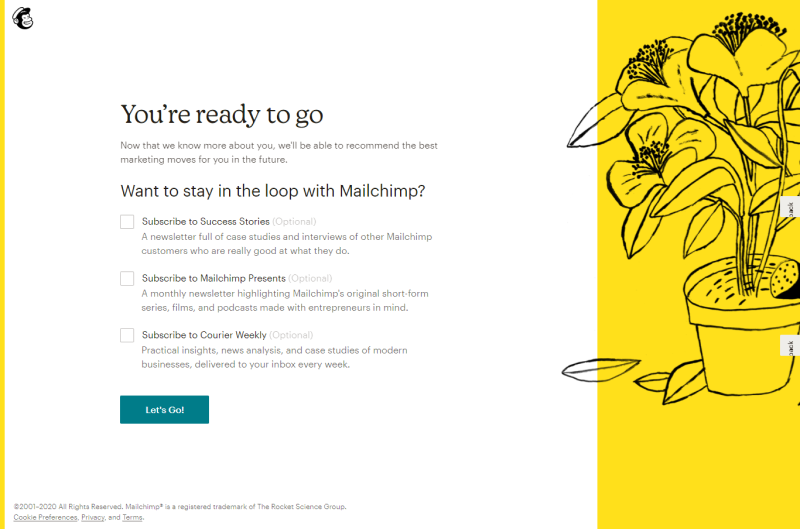 You're ready to go
Now that we know more about you, we'll be able to recommend the best
marketing moves for you in the future.
Want to stay in the loop with Mailchimp?
Subscribe to Success Stories (Optional)
A newsletter full of case studies and interviews of other Mailchimp
customers who are really good at what they do.
Subscribe to Mailchimp Presents (Optional)
A monthly newsletter highlighting Mailchimp's original short-form
series, films, and podcasts made with entrepreneurs in mind.
Subscribe to Courier Weekly (Optional)
Practical insights, news analysis, and case studies of modern
businesses, delivered to your inbox every week.
Let's Go!
©2001–2020 All Rights Reserved. Mailchimp® is a registered trademark of The Rocket Science Group.
Cookie Preferences, Privacy, and Terms.